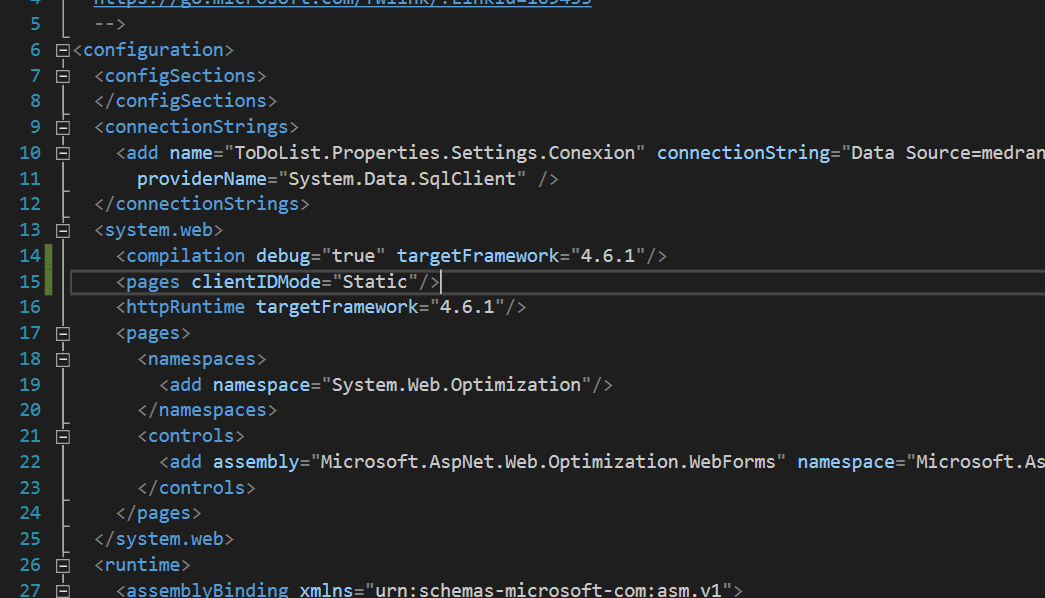 5 -->
6 <configuration>
7 <configSections>
8 </configSections>
9 <connectionStrings>
10 <add name="ToDoList.Properties.Settings.Conexion" connectionString="Data Source=medran
11 providerName="System.Data.SqlClient" />
12 </connectionStrings>
13 <system.web>
14 <compilation debug="true" targetFramework="4.6.1"/>
15 <pages clientIDMode="Static"/>
16 <httpRuntime targetFramework="4.6.1"/>
17 <pages>
18 <namespaces>
19 <add namespace="System.Web.Optimization"/>
20 </namespaces>
21 <controls>
22 <add assembly="Microsoft.AspNet.Web.Optimization.WebForms" namespace="Microsoft.As
23 </controls>
24 </pages>
25 </system.web>
26 <runtime>
27 <assemblyBinding xmlns="urn:schemas-microsoft-com:asm.v1">